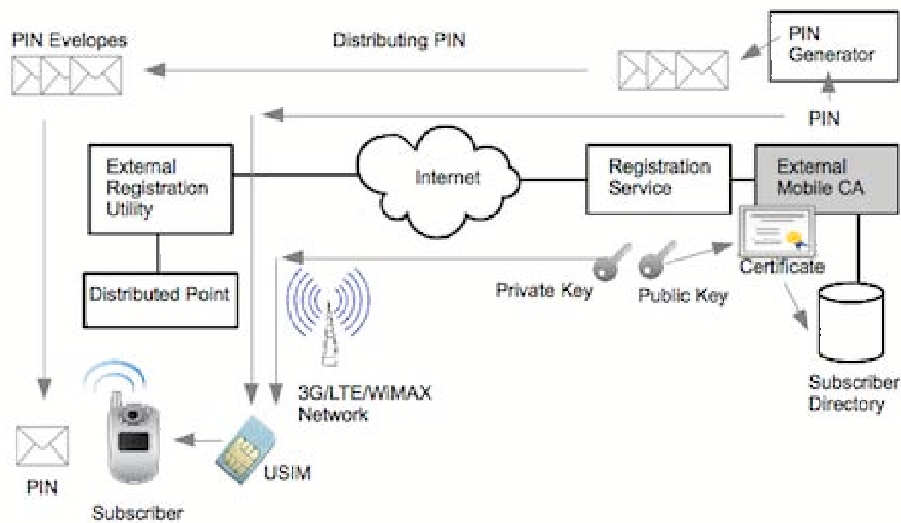 PIN Evelopes
Distributing PIN
PIN
Generator
PIN
External
Registration
Utility
Internet
Registration
Service
External
Mobile CA
Certificate
Distributed Point
Private Key
Public Key
3G/LTE/WiMAX
Network
Subscriber
Directory
USIM
PIN
Subscriber